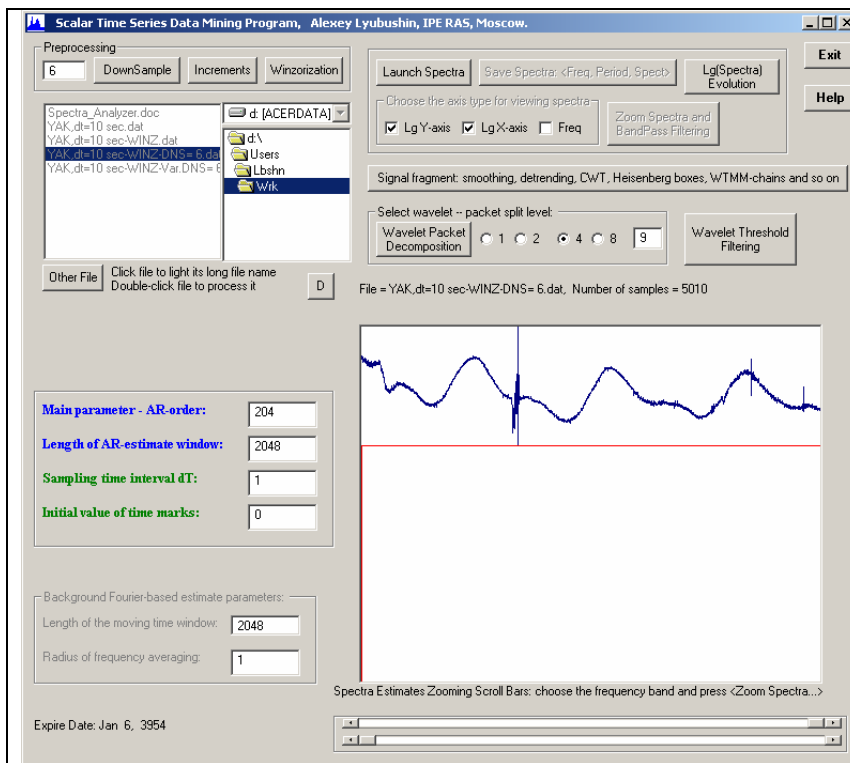 Scalar Time Series Data Mining Program, Alexey Lyubushin, IPE RAS, Moscow.
Preprocessing
6
DownSample
Increments
Winzorization
Launch Spectra
Save Spectra: <Freq, Period, Spect>
Lg(Spectra) Evolution
Exit
Help
Choose the axis type for viewing spectra
Lg Y-axis
Lg X-axis
Freq
Zoom Spectra and
BandPass Filtering
Spectra_Analyzer.doc
YAK,dt=10 sec.dat
YAK,dt=10 sec-WINZ.dat
YAK,dt=10 sec-WINZ-DNS= 6.dat
YAK,dt=10 sec-WINZ-Var.DNS= 6
d: [ACERDATA]
d:\
Users
Lbshn
Wrk
Signal fragment: smoothing, detrending, CWT, Heisenberg boxes, WTMM-chains and so on
Select wavelet -- packet split level:
Wavelet Packet
Decomposition
1
2
4
8
9
Wavelet Threshold
Filtering
Other File
Click file to light its long file name
Double-click file to process it
D
File = YAK,dt=10 sec-WINZ-DNS= 6.dat, Number of samples = 5010
Main parameter - AR-order:
204
Length of AR-estimate window:
2048
Sampling time interval dT:
1
Initial value of time marks:
0
Background Fourier-based estimate parameters:
Length of the moving time window:
2048
Radius of frequency averaging:
1
Spectra Estimates Zooming Scroll Bars: choose the frequency band and press <Zoom Spectra...>
Expire Date: Jan 6, 3954